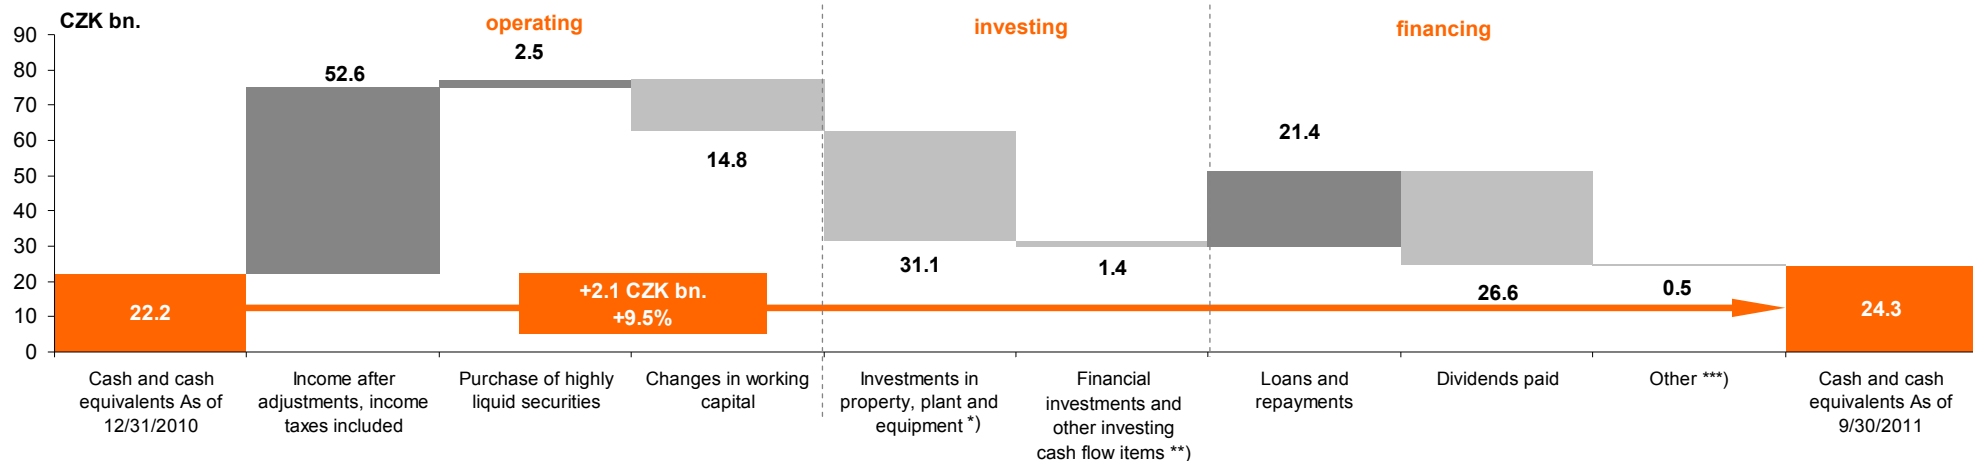 CZK bn.
operating
investing
financing
90
80
70
60
50
40
30
20
10
0
22.2
52.6
2.5
14.8
31.1
1.4
21.4
26.6
0.5
24.3
+2.1 CZK bn.
+9.5%
Cash and cash
equivalents As of
12/31/2010
Income after
adjustments, income
taxes included
Purchase of highly
liquid securities
Changes in working
capital
Investments in
property, plant and
equipment *)
Financial
investments and
other investing
cash flow items **)
Loans and
repayments
Dividends paid
Other ***)
Cash and cash
equivalents As of
9/30/2011